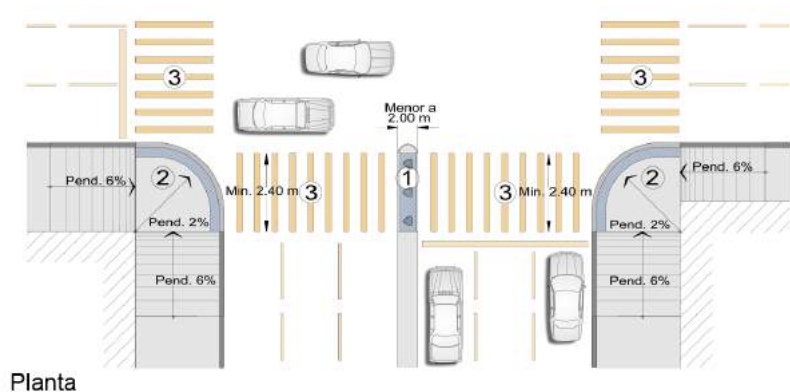 3
3
Menor a
2.00 m
Pend. 6%
2
Min. 2.40 m
3
1
3
Min. 2.40 m
2
Pend. 6%
Pend. 2%
Pend. 2%
Pend. 6%
Pend. 6%
Planta